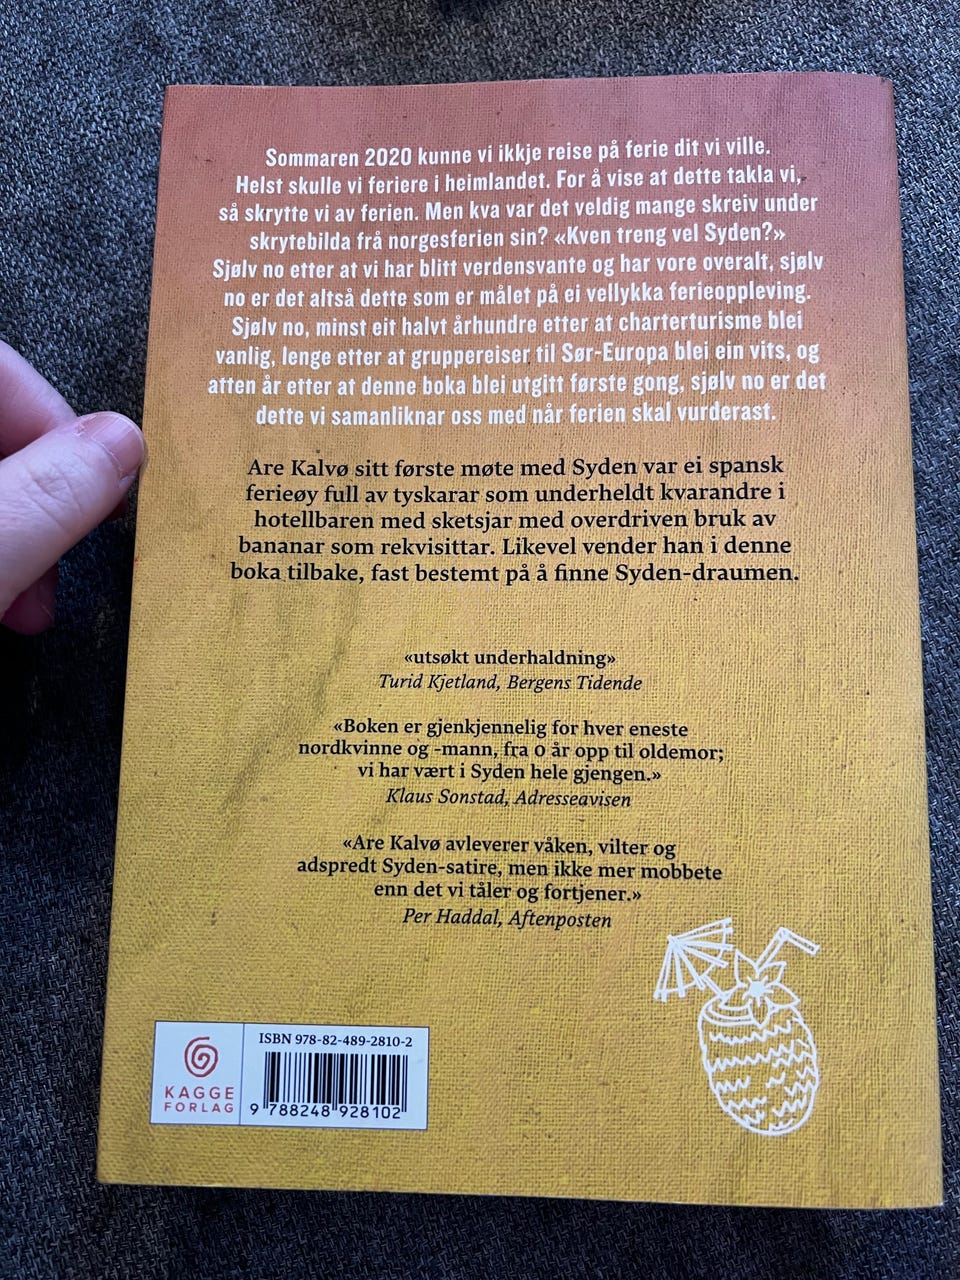 Sommaren 2020 kunne vi ikkje reise på ferie dit vi ville.
Helst skulle vi feriere i heimlandet. For å vise at dette takla vi,
så skrytte vi av ferien. Men kva var det veldig mange skreiv under
skrytebilda frå norgesferien sin? «Kven treng vel Syden?»
Sjølv no etter at vi har blitt verdensvante og har vore overalt, sjølv
no er det altså dette som er målet på ei vellykka ferieoppleving.
Sjølv no, minst eit halvt århundre etter at charterturisme blei
vanlig, lenge etter at gruppereiser til Sør-Europa blei ein vits, og
atten år etter at denne boka blei utgitt første gong, sjølv no er det
dette vi samanliknar oss med når ferien skal vurderast.
Are Kalvø sitt første møte med Syden var ei spansk
ferieøy full av tyskarar som underheldt kvarandre i
hotellbaren med sketsjar med overdriven bruk av
bananar som rekvisittar. Likevel vender han i denne
boka tilbake, fast bestemt på å finne Syden-draumen.
«utsøkt underhaldning»
Turid Kjetland, Bergens Tidende
«Boken er gjenkjennelig for hver eneste
nordkvinne og -mann, fra 0 år opp til oldemor;
vi har vært i Syden hele gjengen.»
Klaus Sonstad, Adresseavisen
«Are Kalvø avleverer våken, vilter og
adspredt Syden-satire, men ikke mer mobbete
enn det vi tåler og fortjener.»
Per Haddal, Aftenposten
KAGGE
FORLAG
ISBN 978-82-489-2810-2
9 788248 928102